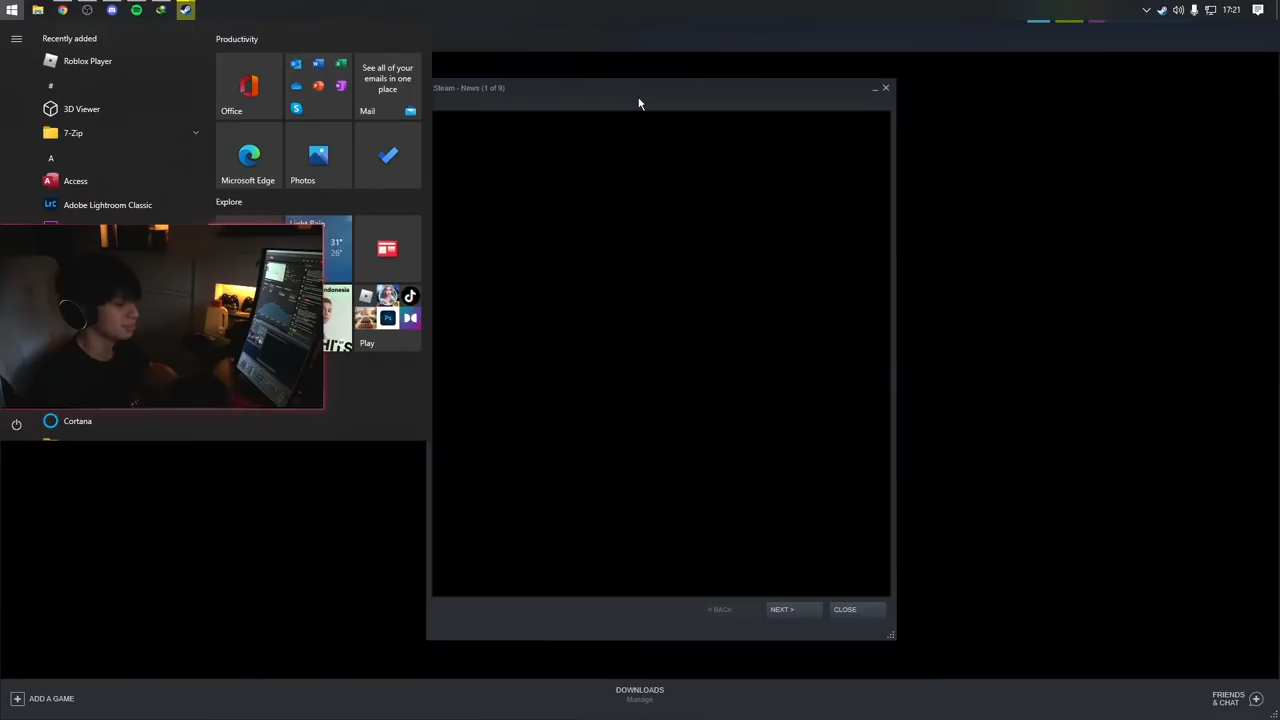 17:21
Recently added
Roblox Player
#
3D Viewer
7-Zip
A
Access
Adobe Lightroom Classic
Cortana
Productivity
Office
See all of your
emails in one
place
Mail
Microsoft Edge
Photos
Explore
Light Rain
31°
26°
Play
Steam - News (1 of 9)
< BACK
NEXT >
CLOSE
ADD A GAME
DOWNLOADS
Manage
FRIENDS
& CHAT